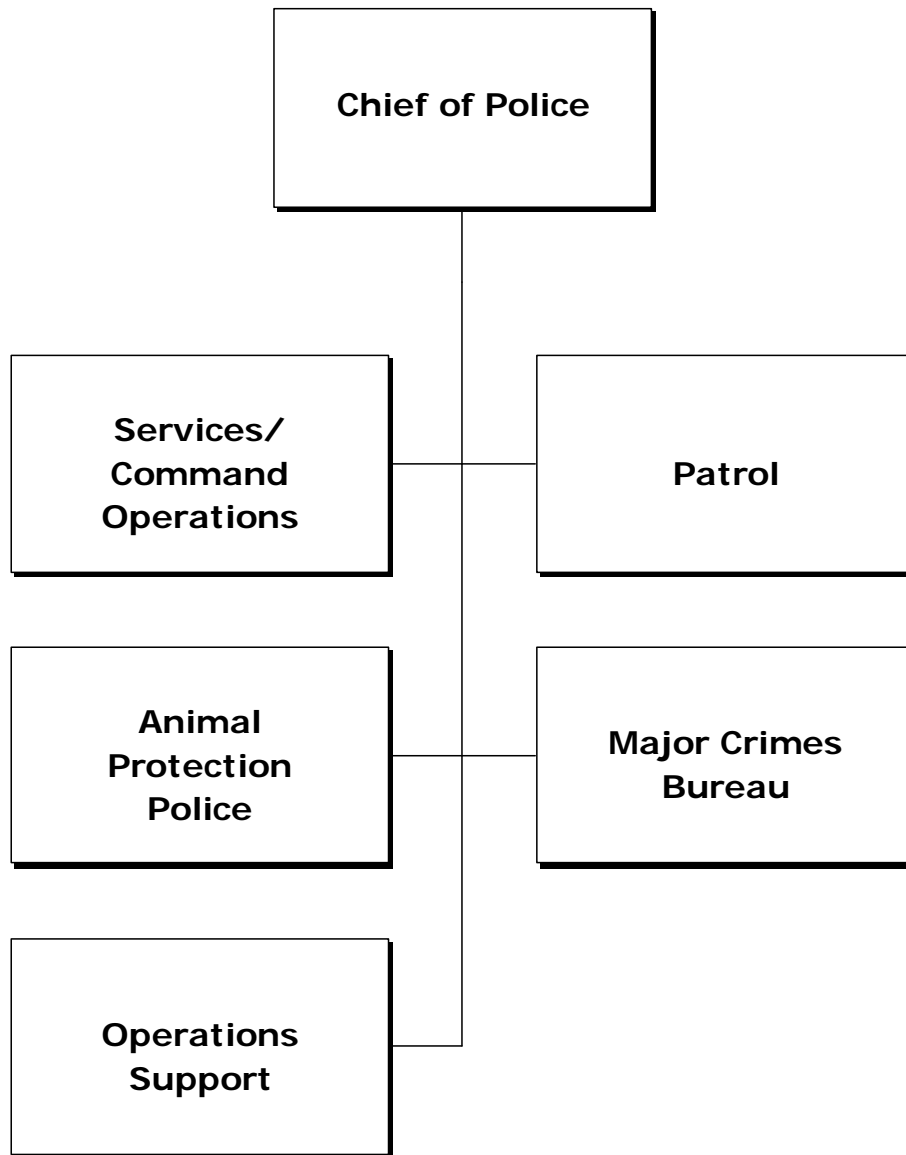 Chief of Police
Services/
Command
Operations
Patrol
Animal
Protection
Police
Major Crimes
Bureau
Operations
Support